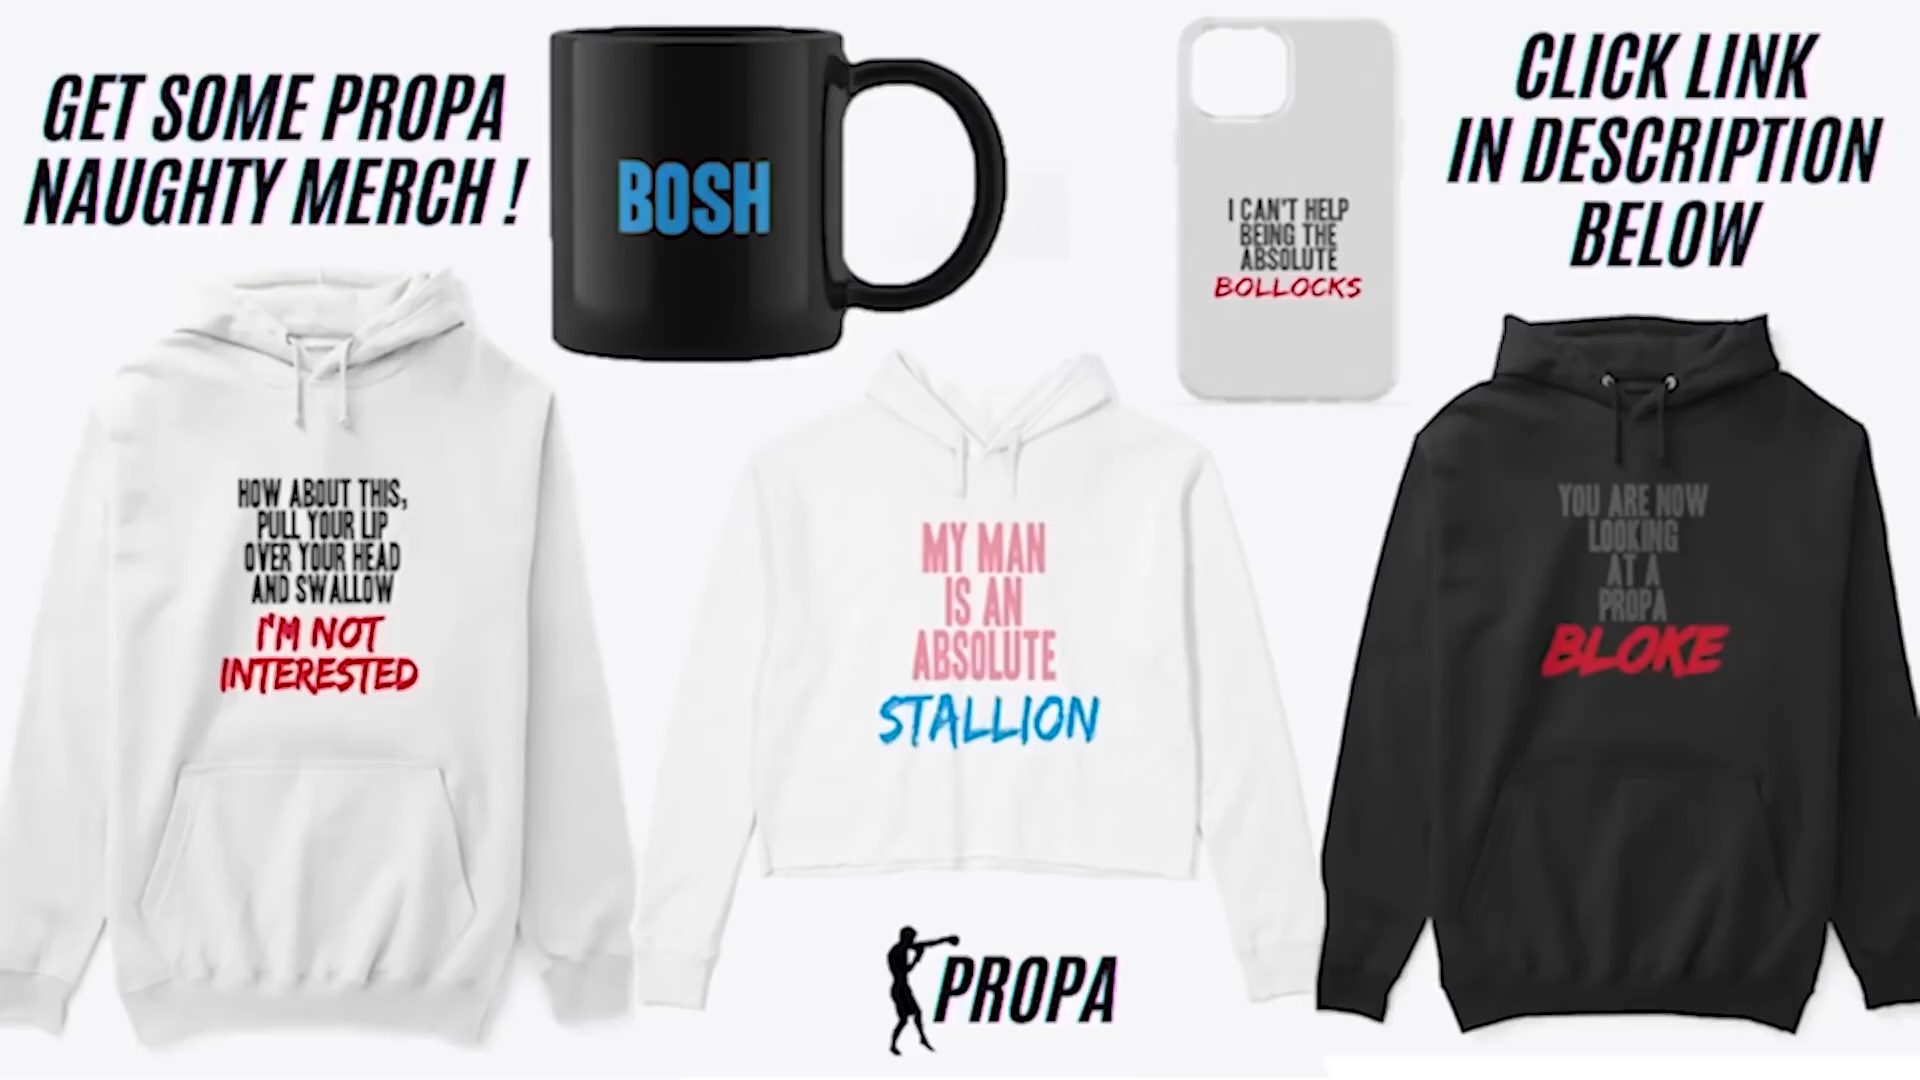 GET SOME PROPA
NAUGHTY MERCH !
BOSH
I CAN'T HELP
BEING THE
ABSOLUTE
BOLLOCKS
CLICK LINK
IN DESCRIPTION
BELOW
HOW ABOUT THIS,
PULL YOUR LIP
OVER YOUR HEAD
AND SWALLOW
I'M NOT
INTERESTED
MY MAN
IS AN
ABSOLUTE
STALLION
YOU ARE NOW
LOOKING
AT A
PROPA
BLOKE
PROPA